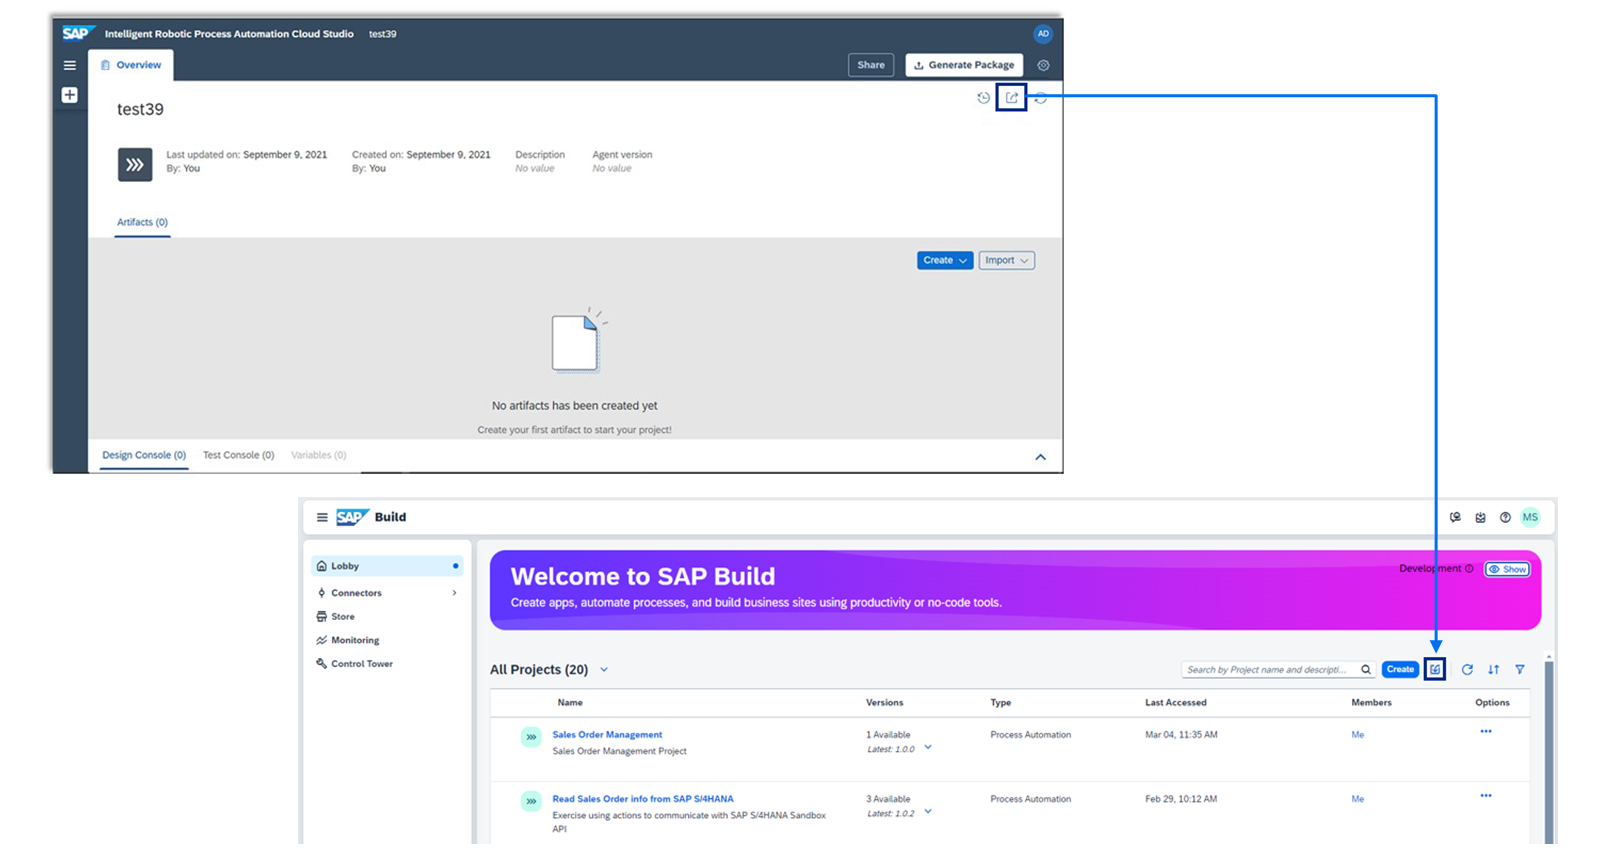 SAP Intelligent Robotic Process Automation Cloud Studio test39 AD
Overview Share Generate Package
test39
Last updated on: September 9, 2021 Created on: September 9, 2021 Description Agent version
By: You By: You No value No value
Artifacts (0)
Create Import
No artifacts has been created yet
Create your first artifact to start your project!
Design Console (0) Test Console (0) Variables (0)
SAP Build MS
Lobby
Connectors
Store
Monitoring
Control Tower
Welcome to SAP Build
Development Show
Create apps, automate processes, and build business sites using productivity or no-code tools.
All Projects (20) Search by Project name and descripti... Create
Name Versions Type Last Accessed Members Options
Sales Order Management 1 Available Process Automation Mar 04, 11:35 AM Me
Sales Order Management Project Latest: 1.0.0
Read Sales Order info from SAP S/4HANA 3 Available Process Automation Feb 29, 10:12 AM Me
Exercise using actions to communicate with SAP S/4HANA Sandbox Latest: 1.0.2
API